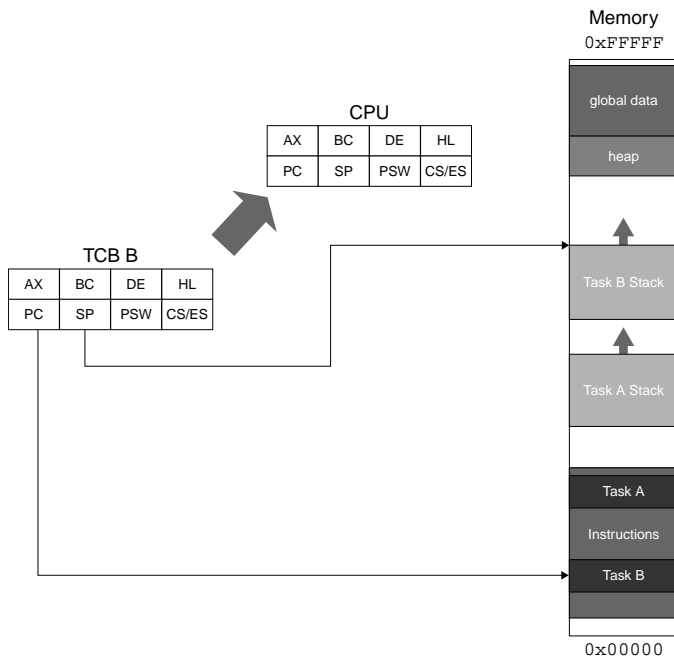 Memory
0xFFFFF
global data
heap
CPU
AX BC DE HL
PC SP PSW CS/ES
TCB B
AX BC DE HL
PC SP PSW CS/ES
Task B Stack
Task A Stack
Task A
Instructions
Task B
0x00000